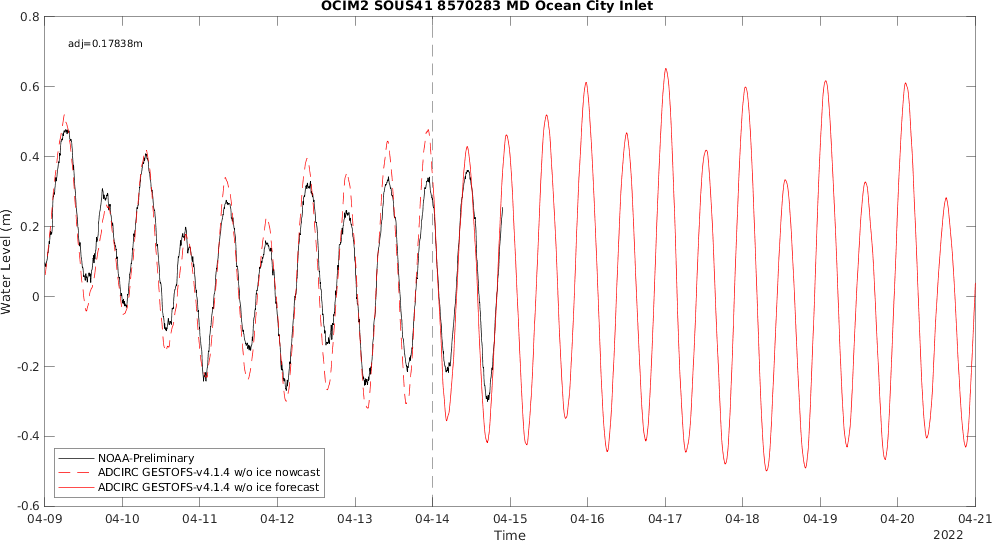 OCIM2 SOUS41 8570283 MD Ocean City Inlet
0.8
adj=0.17838m
0.6
0.4
0.2
0
-0.2
-0.4
-0.6
Water Level (m)
NOAA-Preliminary
ADCIRC GESTOFS-v4.1.4 w/o ice nowcast
ADCIRC GESTOFS-v4.1.4 w/o ice forecast
04-09 04-10 04-11 04-12 04-13 04-14 04-15 04-16 04-17 04-18 04-19 04-20 04-21
Time
2022